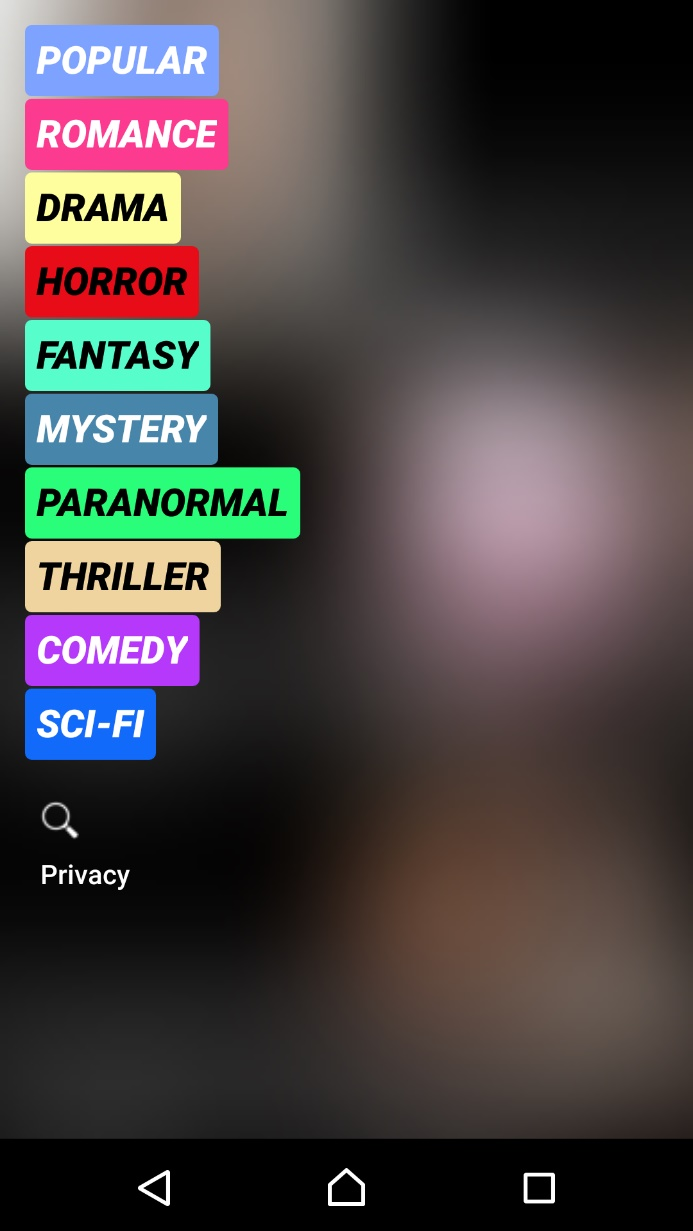 POPULAR
ROMANCE
DRAMA
HORROR
FANTASY
MYSTERY
PARANORMAL
THRILLER
COMEDY
SCI-FI
Privacy